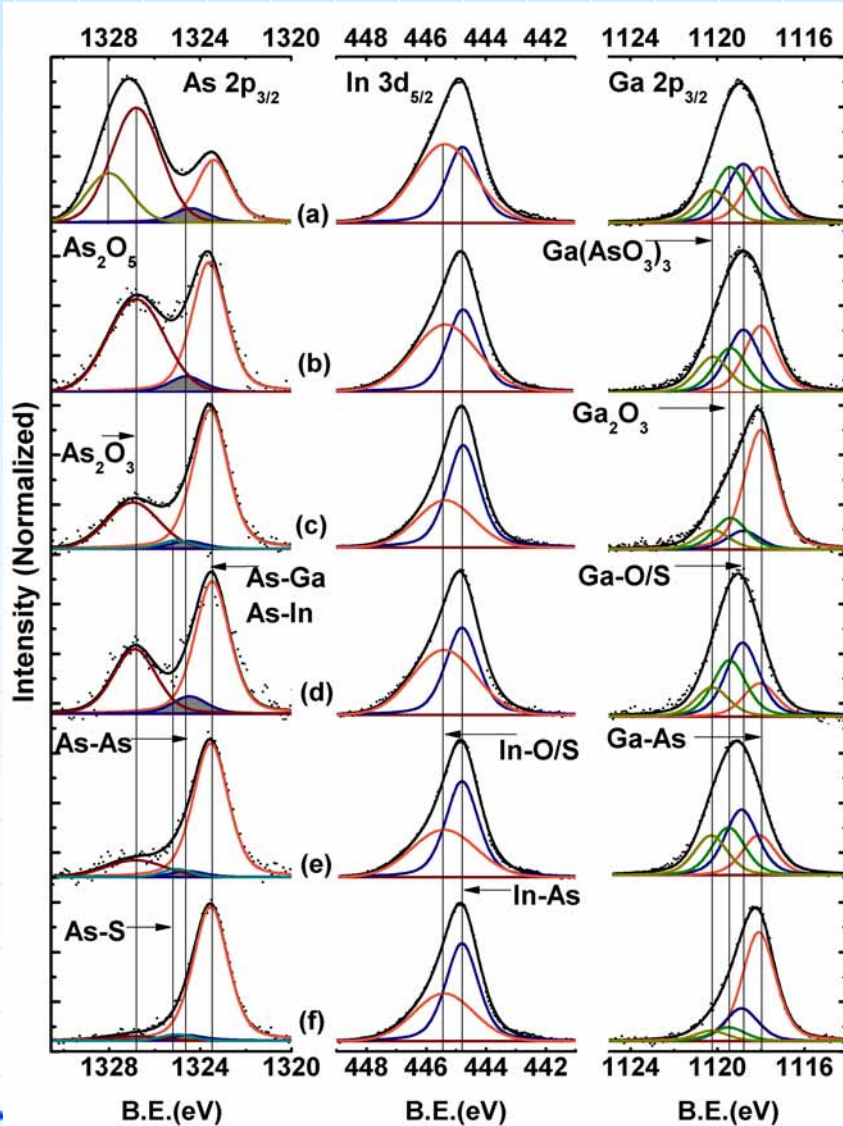 1328 1324 1320 448 446 444 442 1124 1120 1116
As 2p3/2 In 3d5/2 Ga 2p3/2
(a)
As2O5 Ga(AsO3)3
(b)
As2O3 Ga2O3
(c)
As-Ga Ga-O/S
As-In
(d)
As-As In-O/S Ga-As
(e)
As-S In-As
(f)
1328 1324 1320 448 446 444 442 1124 1120 1116
B.E.(eV) B.E.(eV) B.E.(eV)
Intensity (Normalized)